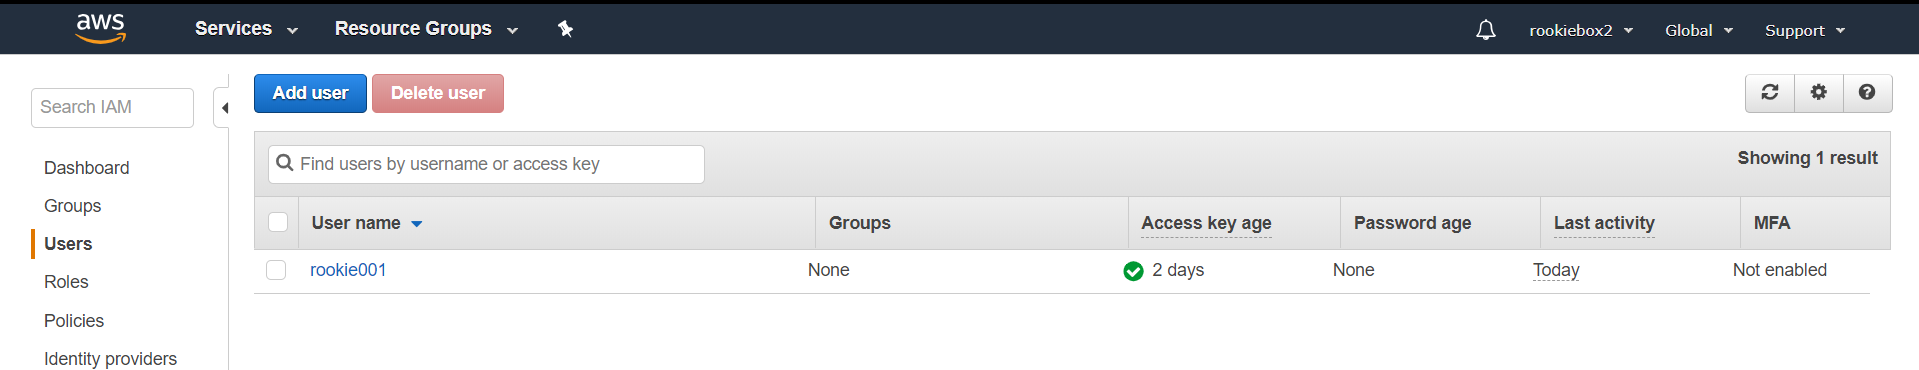 aws Services Resource Groups rookiebox2 Global Support
Add user Delete user
Search IAM
Dashboard
Groups
Users
Roles
Policies
Identity providers
Find users by username or access key Showing 1 result
User name Groups Access key age Password age Last activity MFA
rookie001 None 2 days None Today Not enabled